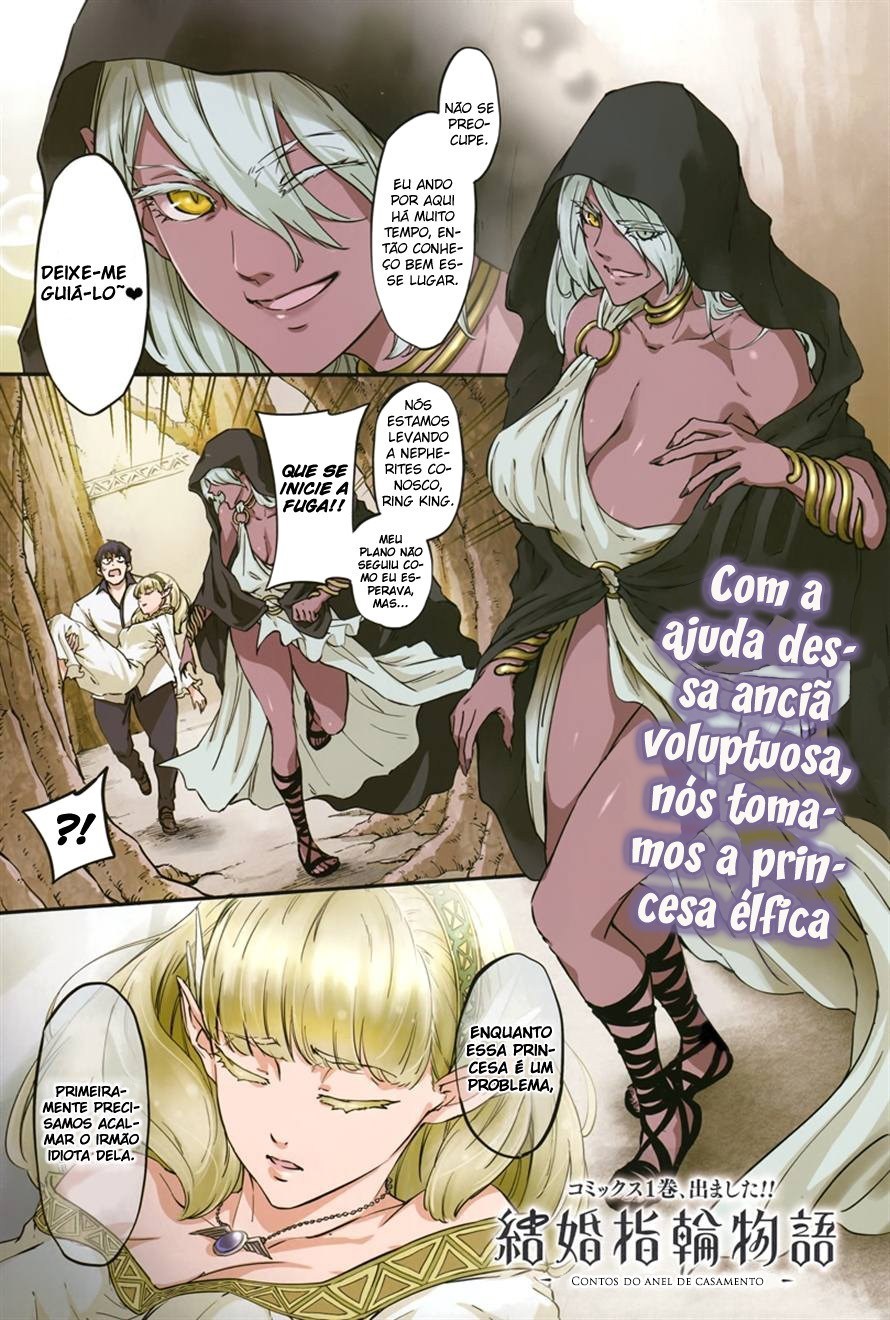 NÃO SE
PREO-
CUPE.
EU ANDO
POR AQUI
HÁ MUITO
TEMPO, EN-
TÃO CONHE-
ÇO BEM ES-
SE LUGAR.
DEIXE-ME
GUIÁ-LO~❤
NÓS
ESTAMOS
LEVANDO
A NEPHE-
RITES CO-
NOSCO,
RING KING.
MEU
PLANO NÃO
SEGUIU CO-
MO EU ES-
PERAVA,
MAS...
QUE SE
INICIE A
FUGA!!
?!
Com a
ajuda des-
sa anciã
voluptuosa,
nós toma-
mos a prin-
cesa élfica
ENQUANTO
ESSA PRIN-
CESA É UM
PROBLEMA,
PRIMEIRA-
MENTE PRECI-
SAMOS ACAL-
MAR O IRMÃO
IDIOTA DELA.
コミックス1巻、出ました!!
結婚指輪物語
CONTOS DO ANEL DE CASAMENTO